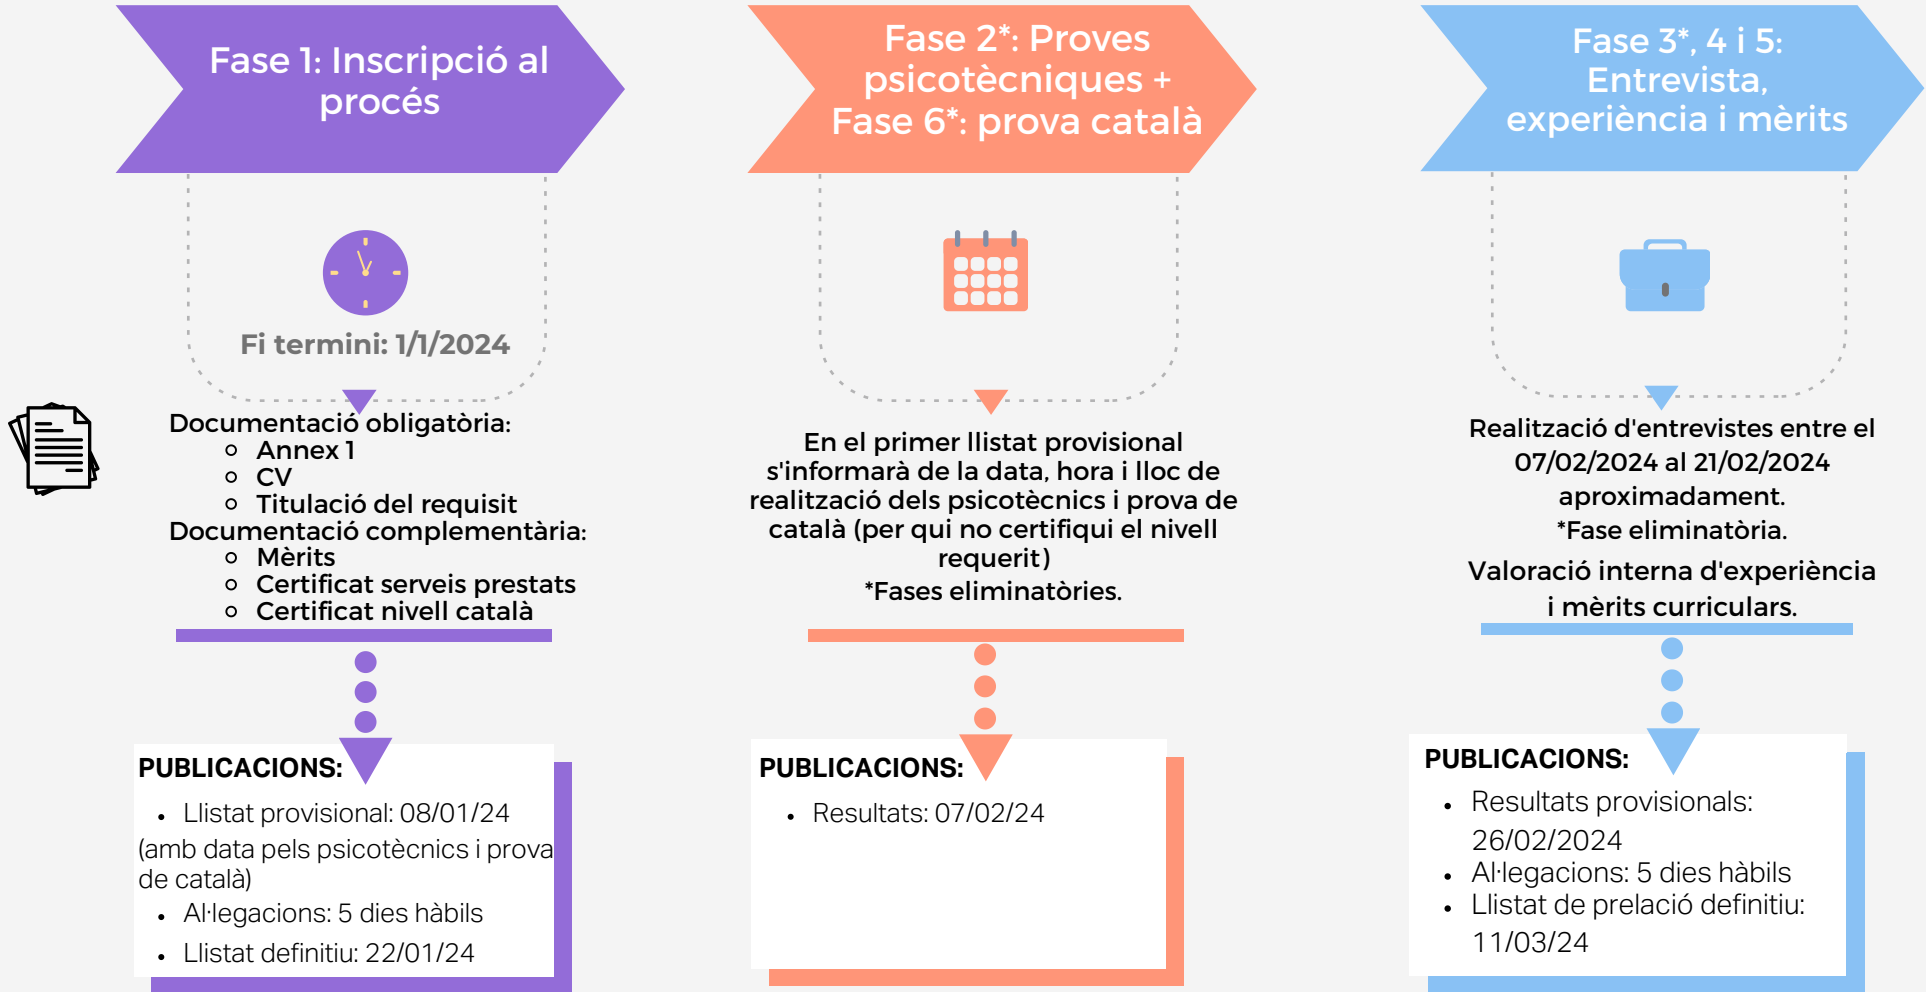 Fase 1: Inscripció al
procés
Fi termini: 1/1/2024
Documentació obligatòria:
Annex 1
CV
Titulació del requisit
Documentació complementària:
Mèrits
Certificat serveis prestats
Certificat nivell català
PUBLICACIONS:
Llistat provisional: 08/01/24
(amb data pels psicotècnics i prova
de català)
Al·legacions: 5 dies hàbils
Llistat definitiu: 22/01/24
Fase 2*: Proves
psicotècniques +
Fase 6*: prova català
En el primer llistat provisional
s'informarà de la data, hora i lloc de
realització dels psicotècnics i prova de
català (per qui no certifiqui el nivell
requerit)
*Fases eliminatòries.
PUBLICACIONS:
Resultats: 07/02/24
Fase 3*, 4 i 5:
Entrevista,
experiència i mèrits
Realització d'entrevistes entre el
07/02/2024 al 21/02/2024
aproximadament.
*Fase eliminatòria.
Valoració interna d'experiència
i mèrits curriculars.
PUBLICACIONS:
Resultats provisionals:
26/02/2024
Al·legacions: 5 dies hàbils
Llistat de prelació definitiu:
11/03/24